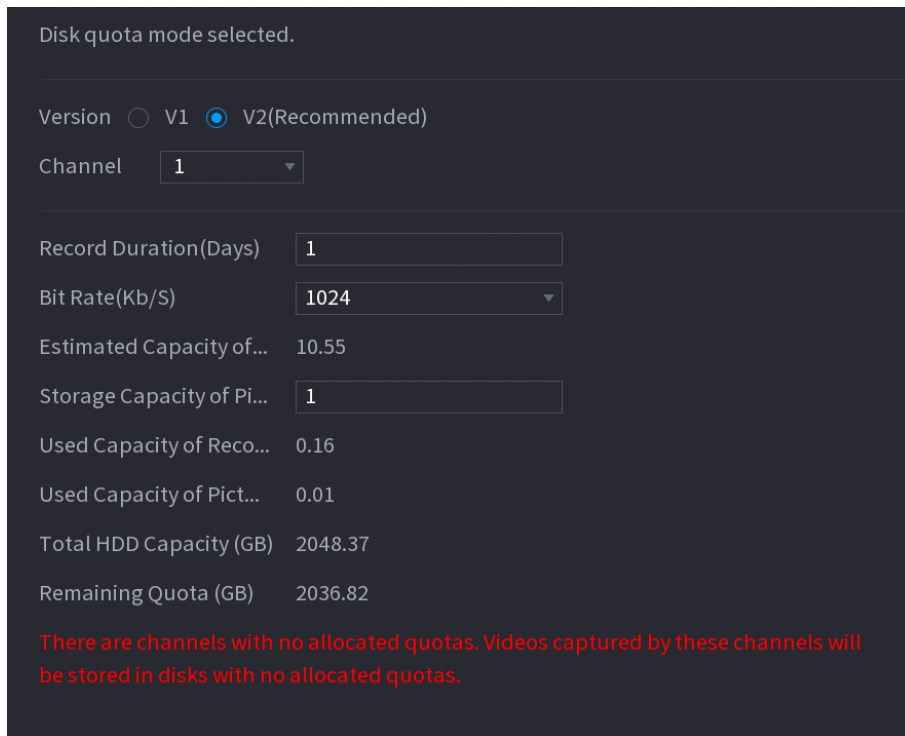 Disk quota mode selected.
Version V1 V2(Recommended)
Channel 1
Record Duration(Days) 1
Bit Rate(Kb/S) 1024
Estimated Capacity of... 10.55
Storage Capacity of Pi... 1
Used Capacity of Reco... 0.16
Used Capacity of Pict... 0.01
Total HDD Capacity (GB) 2048.37
Remaining Quota (GB) 2036.82
There are channels with no allocated quotas. Videos captured by these channels will
be stored in disks with no allocated quotas.